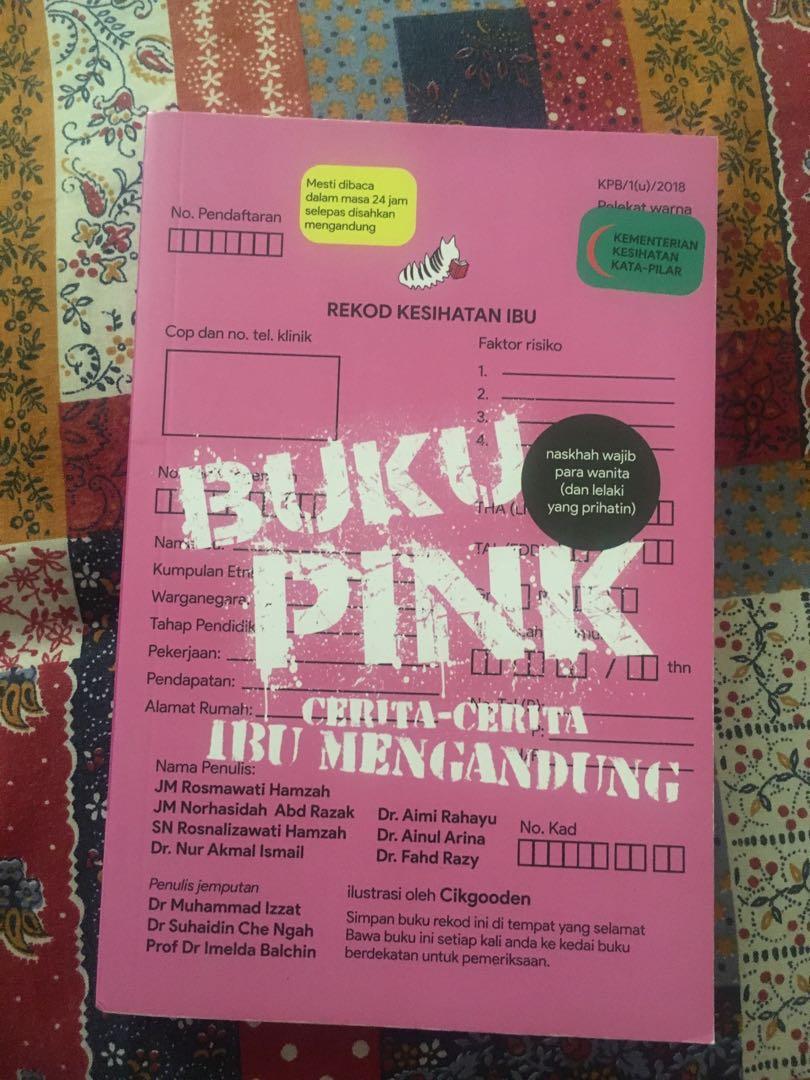 KPB/1(u)/2018
Mesti dibaca
dalam masa 24 jam
selepas disahkan
mengandung
Pelekat warna
No. Pendaftaran
KEMENTERIAN
KESIHATAN
KATA-PILAR
REKOD KESIHATAN IBU
Cop dan no. tel. klinik
Faktor risiko
1.
2.
3.
4.
naskhah wajib
para wanita
(dan lelaki
yang prihatin)
BUKU
PINK
No.
Kumpulan
Warganegara
Tahap
Pekerjaan:
Pendapatan:
Alamat Rumah:
/ thn
CERITA-CERITA
IBU MENGANDUNG
Nama Penulis:
JM Rosmawati Hamzah
JM Norhasidah Abd Razak
SN Rosnalizawati Hamzah
Dr. Nur Akmal Ismail
Dr. Aimi Rahayu
Dr. Ainul Arina
Dr. Fahd Razy
No. Kad
Penulis jemputan
Dr Muhammad Izzat
Dr Suhaidin Che Ngah
Prof Dr Imelda Balchin
ilustrasi oleh Cikgooden
Simpan buku rekod ini di tempat yang selamat
Bawa buku ini setiap kali anda ke kedai buku
berdekatan untuk pemeriksaan.